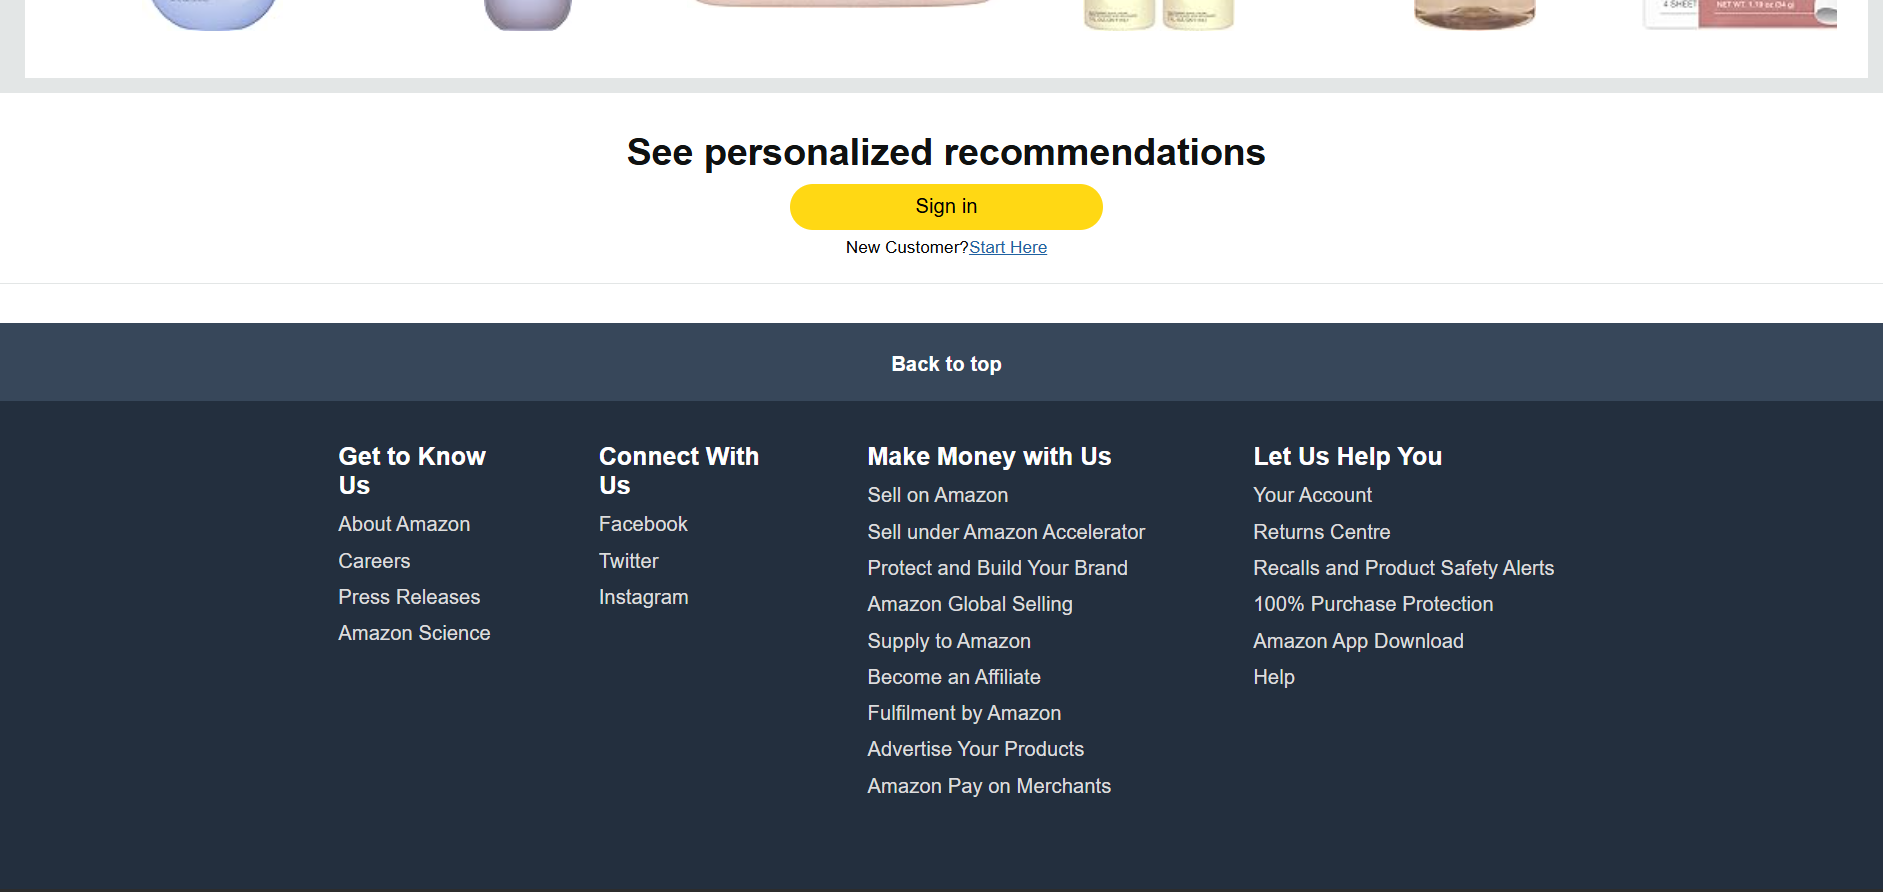 4 SHEET
NET WT. 1.19 oz (34 g)
See personalized recommendations
Sign in
New Customer?Start Here
Back to top
Get to Know
Us
About Amazon
Careers
Press Releases
Amazon Science
Connect With
Us
Facebook
Twitter
Instagram
Make Money with Us
Sell on Amazon
Sell under Amazon Accelerator
Protect and Build Your Brand
Amazon Global Selling
Supply to Amazon
Become an Affiliate
Fulfilment by Amazon
Advertise Your Products
Amazon Pay on Merchants
Let Us Help You
Your Account
Returns Centre
Recalls and Product Safety Alerts
100% Purchase Protection
Amazon App Download
Help